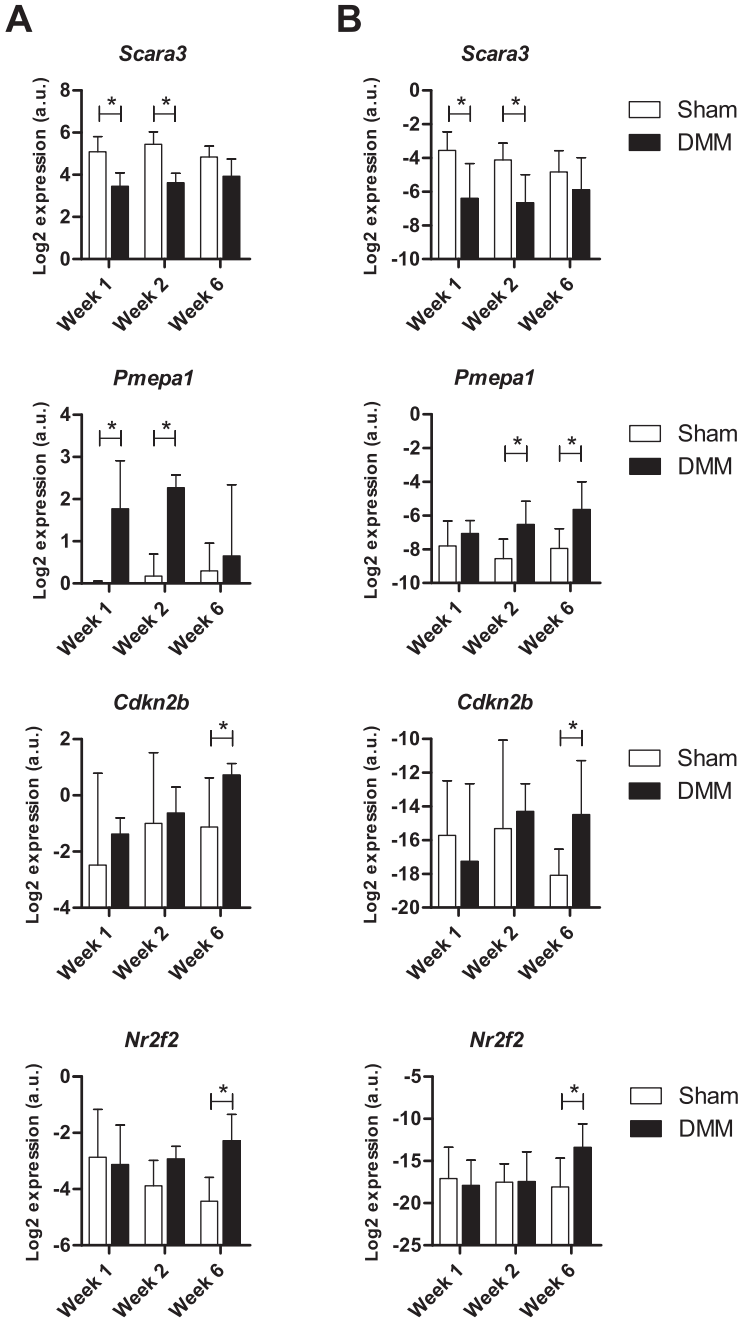 A
B
Scara3
Log2 expression (a.u.)
8
6
4
2
0
*
*
Week 1
Week 2
Week 6
Scara3
Log2 expression (a.u.)
0
-2
-4
-6
-8
-10
*
*
Week 1
Week 2
Week 6
Sham
DMM
Pmepa1
Log2 expression (a.u.)
4
3
2
1
0
*
*
Week 1
Week 2
Week 6
Pmepa1
Log2 expression (a.u.)
0
-2
-4
-6
-8
-10
*
*
Week 1
Week 2
Week 6
Sham
DMM
Cdkn2b
Log2 expression (a.u.)
2
0
-2
-4
*
Week 1
Week 2
Week 6
Cdkn2b
Log2 expression (a.u.)
-10
-12
-14
-16
-18
-20
*
Week 1
Week 2
Week 6
Sham
DMM
Nr2f2
Log2 expression (a.u.)
0
-2
-4
-6
*
Week 1
Week 2
Week 6
Nr2f2
Log2 expression (a.u.)
-5
-10
-15
-20
-25
*
Week 1
Week 2
Week 6
Sham
DMM